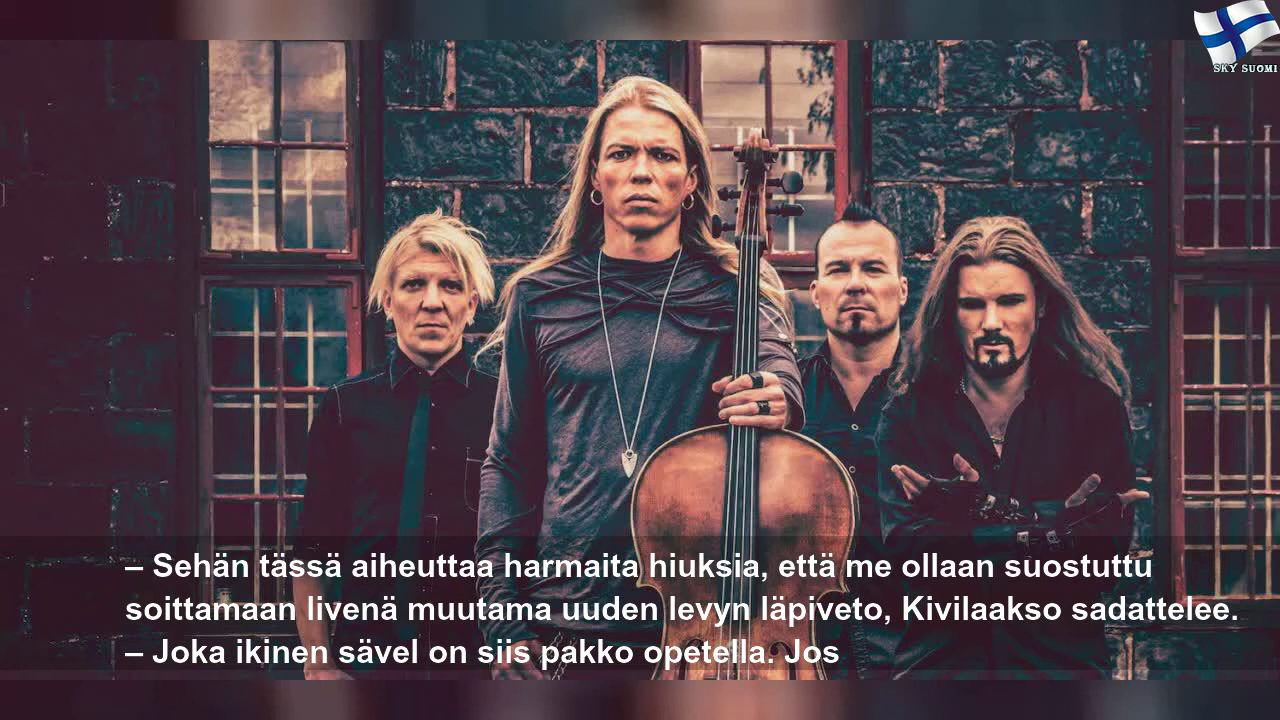 SKY SUOMI
– Sehän tässä aiheuttaa harmaita hiuksia, että me ollaan suostuttu
soittamaan livenä muutama uuden levyn läpiveto, Kivilaakso sadattelee.
– Joka ikinen sävel on siis pakko opetella. Jos